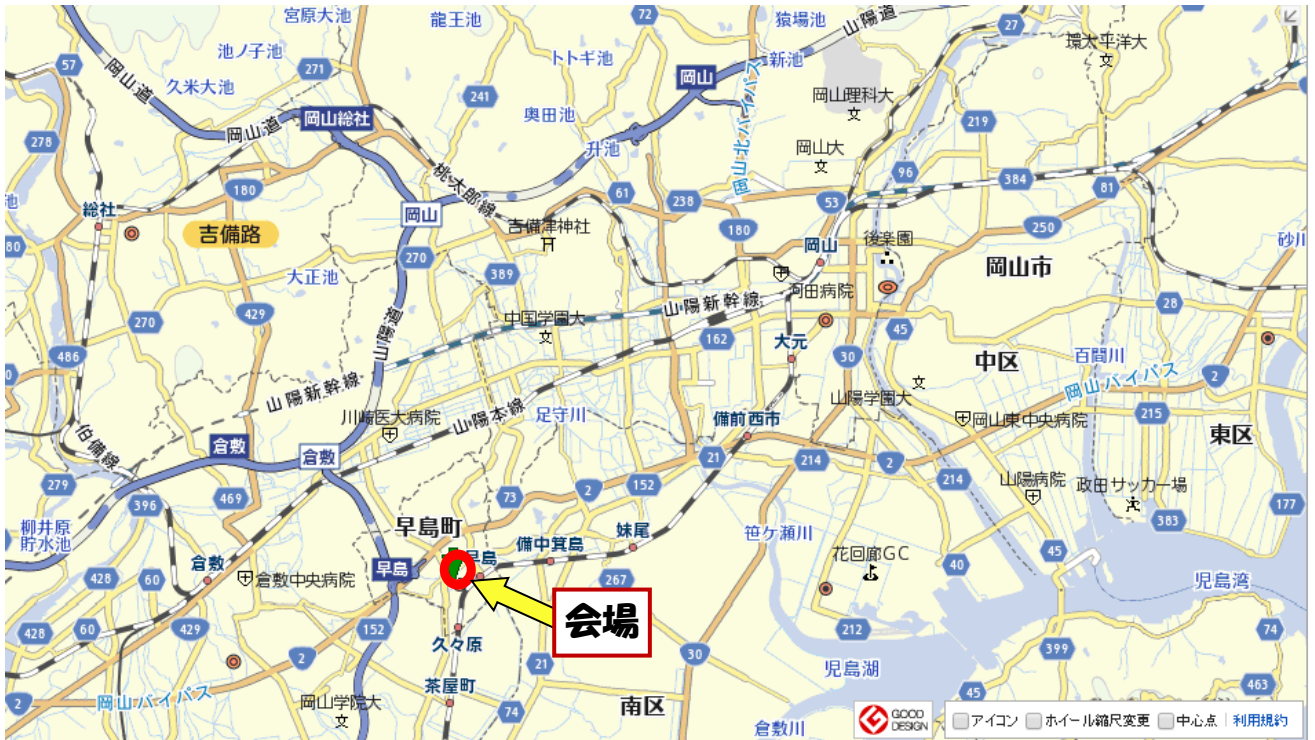 宮原大池
龍王池
72
猿場池
山陽道
27
環太平洋大
池ノ子池
57
岡山道
271
久米大池
トトギ池
新池
岡山
241
岡山理科大
岡山総社
岡山道
奥田池
岡山北バイパス
219
278
升池
岡山大
桃太郎線
96
384
81
池
180
61
238
53
総社
岡山
吉備津神社
180
250
吉備路
80
270
岡山
後楽園
岡山市
砂川
大正池
389
270
429
山陽新幹線
28
中国学園大
45
162
大元
486
30
中区
百間川
岡山バイパス
2
山陽新幹線
山陽本線
足守川
山陽学園大
215
川崎医大病院
備前西市
岡山東中央病院
東区
伯備線
倉敷
倉敷
21
214
2
279
469
73
2
152
214
山陽病院
政田サッカー場
396
177
383
柳井原
貯水池
早島町
妹尾
笹ケ瀬川
備中箕島
早島
花回廊GC
45
倉敷
早島
428
60
倉敷中央病院
267
40
児島湾
会場
428
60
429
152
212
74
久々原
399
2
21
30
児島湖
茶屋町
45
463
2
岡山バイパス
岡山学院大
74
南区
倉敷川
GOOD
DESIGN
アイコン ホイール縮尺変更 中心点 利用規約